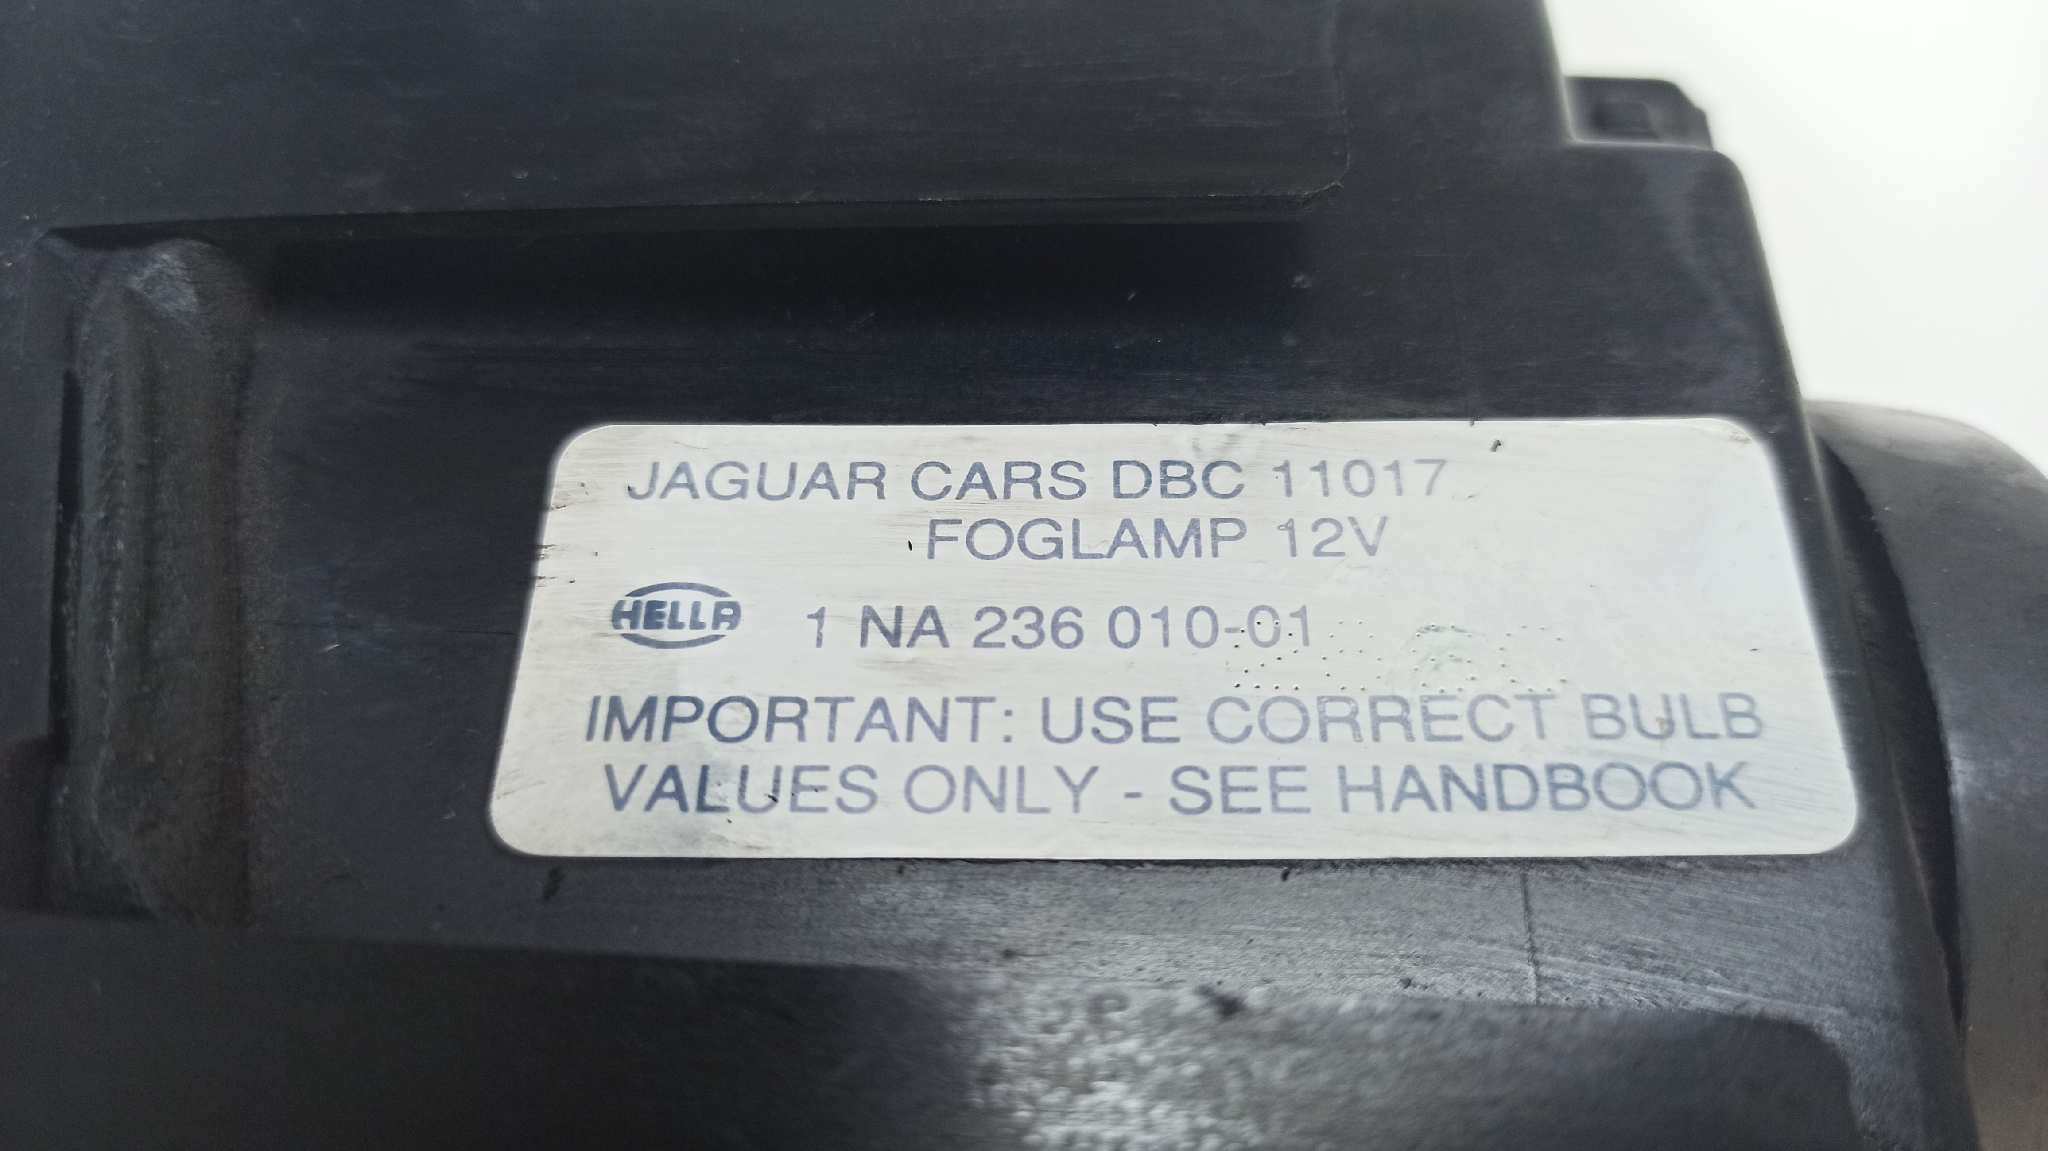 JAGUAR CARS DBC 11017
FOGLAMP 12V
HELLA 1 NA 236 010-01
IMPORTANT: USE CORRECT BULB
VALUES ONLY - SEE HANDBOOK